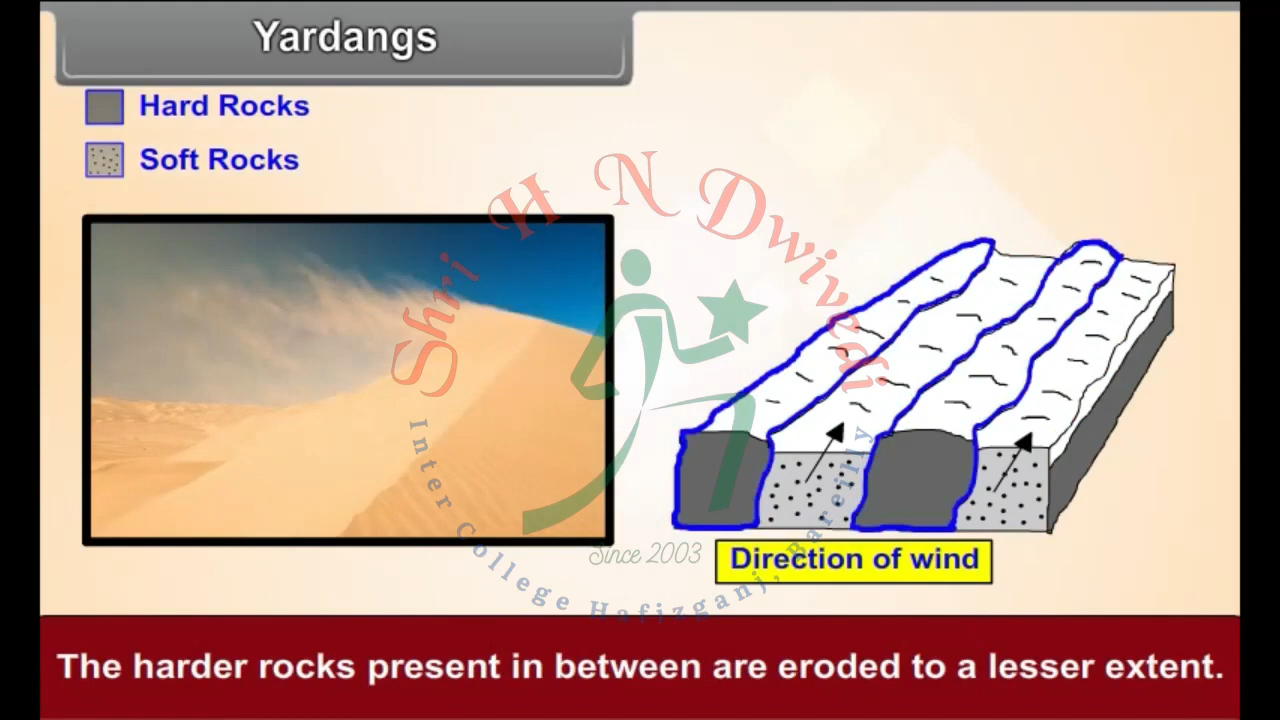 Yardangs
Hard Rocks
Soft Rocks
Shri H N Dwivedi
Since 2003
Inter College Hafizganj, Bareilly
Direction of wind
The harder rocks present in between are eroded to a lesser extent.